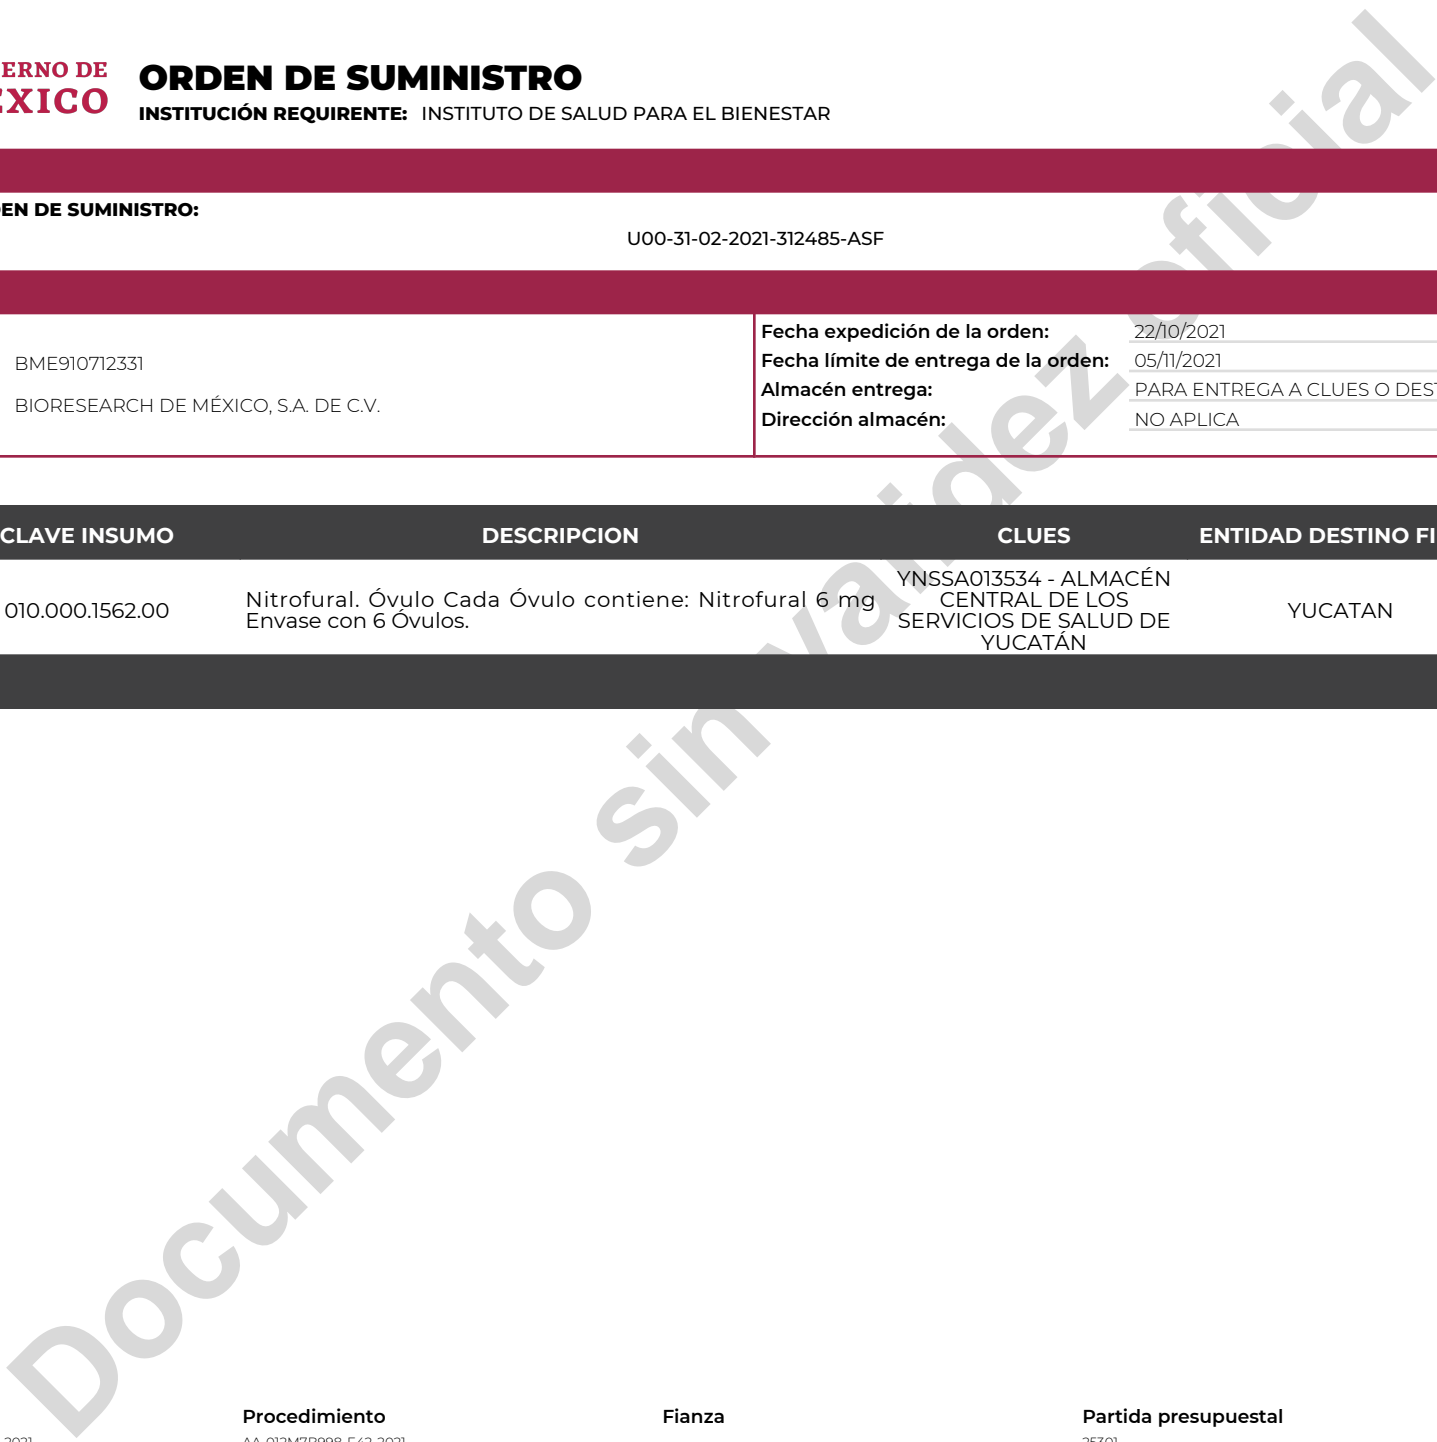 ERNO DE
ORDEN DE SUMINISTRO
INSTITUCIÓN REQUIRENTE: INSTITUTO DE SALUD PARA EL BIENESTAR
EN DE SUMINISTRO:
U00-31-02-2021-312485-ASF
BME910712331
BIORESEARCH DE MÉXICO, S.A. DE C.V.
Fecha expedición de la orden: 22/10/2021
Fecha límite de entrega de la orden: 05/11/2021
Almacén entrega: PARA ENTREGA A CLUES O DEST
Dirección almacén: NO APLICA
CLAVE INSUMO DESCRIPCION CLUES ENTIDAD DESTINO FI
010.000.1562.00
Nitrofural. Óvulo Cada Óvulo contiene: Nitrofural 6 mg
Envase con 6 Óvulos.
YNSSA013534 - ALMACÉN
CENTRAL DE LOS
SERVICIOS DE SALUD DE
YUCATÁN
YUCATAN
Documento sin validez oficial
Procedimiento Fianza Partida presupuestal